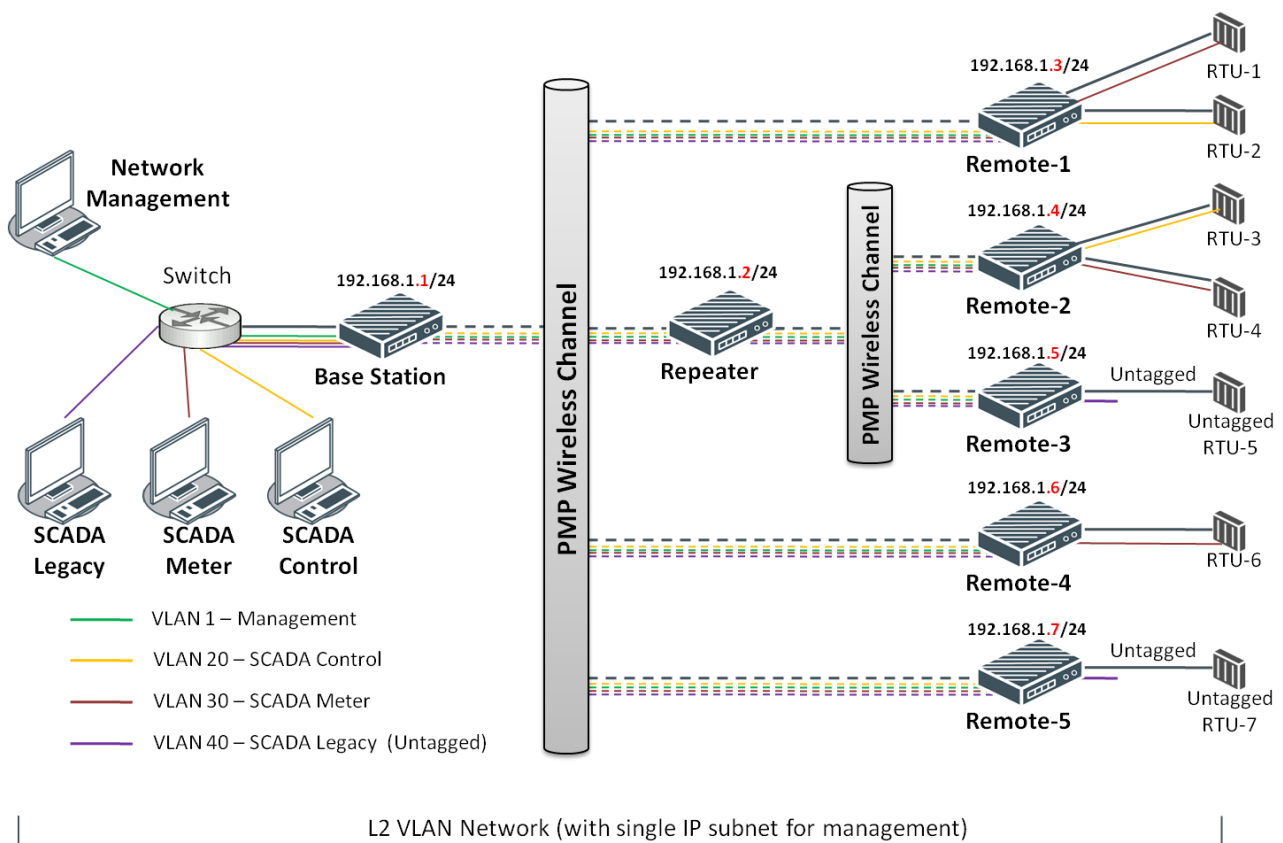 192.168.1.3/24
RTU-1
Remote-1
RTU-2
Network
Management
Switch
192.168.1.1/24
Base Station
PMP Wireless Channel
192.168.1.2/24
Repeater
PMP Wireless Channel
192.168.1.4/24
Remote-2
RTU-3
RTU-4
192.168.1.5/24
Remote-3
Untagged
Untagged
RTU-5
SCADA
Legacy
SCADA
Meter
SCADA
Control
192.168.1.6/24
Remote-4
RTU-6
192.168.1.7/24
Remote-5
Untagged
Untagged
RTU-7
VLAN 1 – Management
VLAN 20 – SCADA Control
VLAN 30 – SCADA Meter
VLAN 40 – SCADA Legacy (Untagged)
L2 VLAN Network (with single IP subnet for management)